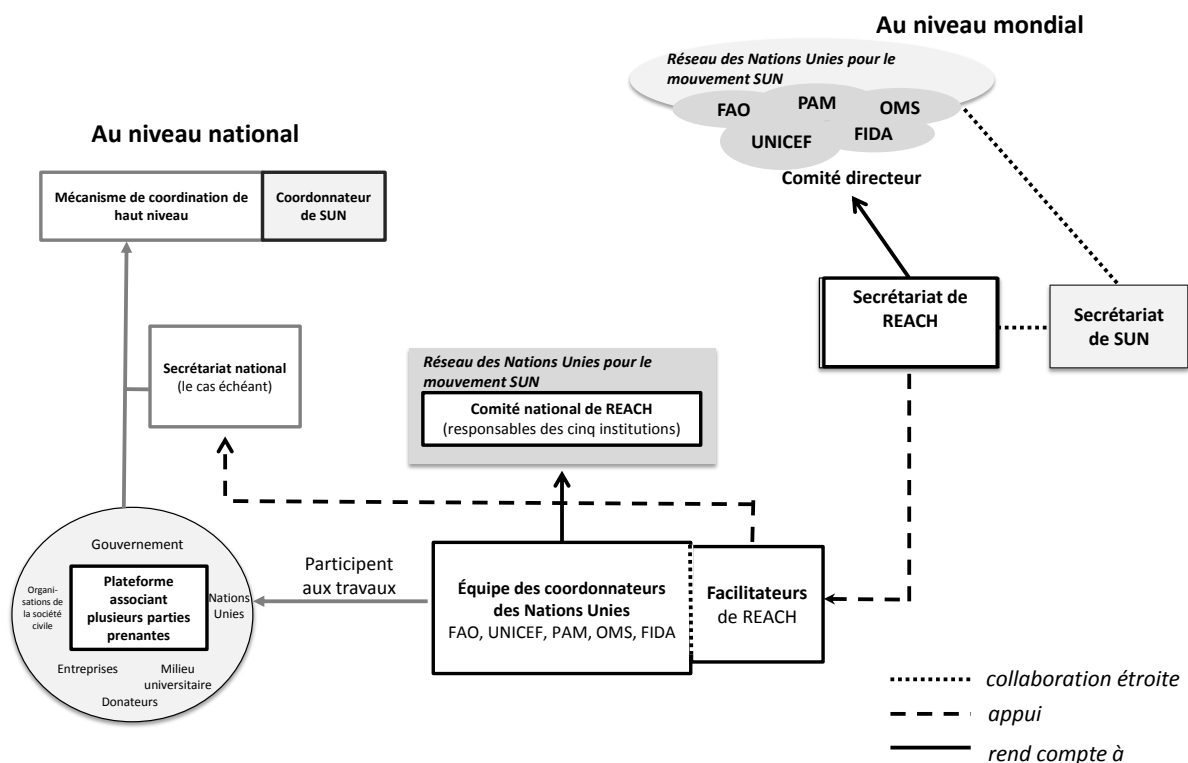 Au niveau mondial
Réseau des Nations Unies pour le
mouvement SUN
FAO
PAM
OMS
UNICEF
FIDA
Comité directeur
Au niveau national
Mécanisme de coordination de
haut niveau
Coordonnateur
de SUN
Secrétariat de
REACH
Secrétariat
de SUN
Secrétariat national
(le cas échéant)
Réseau des Nations Unies pour le
mouvement SUN
Comité national de REACH
(responsables des cinq institutions)
Gouvernement
Organi-
sations de
la société
civile
Plateforme
associant
plusieurs parties
prenantes
Nations
Unies
Entreprises
Milieu
universitaire
Donateurs
Participent
aux travaux
Équipe des coordonnateurs
des Nations Unies
FAO, UNICEF, PAM, OMS, FIDA
Facilitateurs
de REACH
collaboration étroite
appui
rend compte à